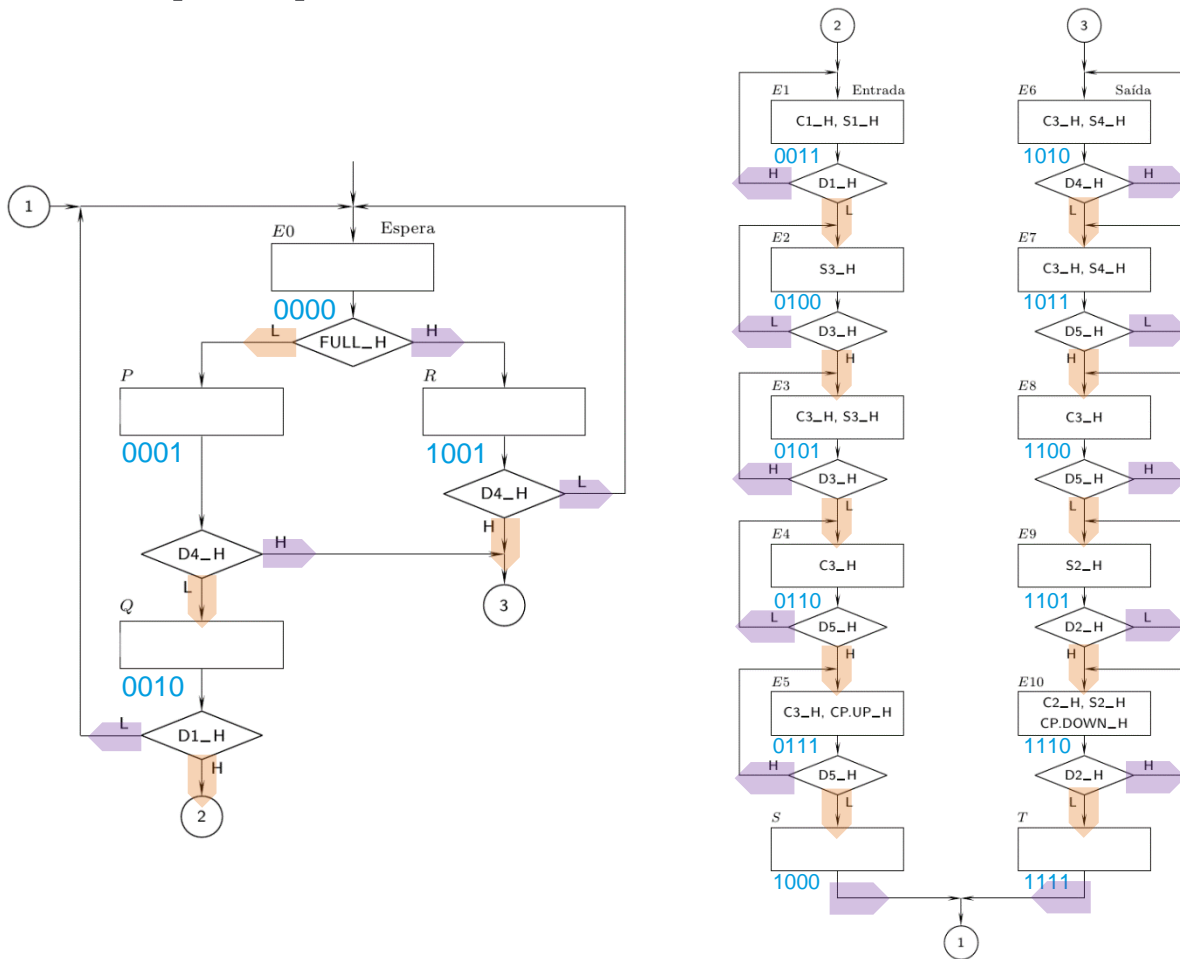 1
E0
Espera
0000
L
FULL_H
H
P
0001
R
1001
D4_H
L
H
D4_H
H
L
3
Q
0010
L
D1_H
H
2
2
E1
Entrada
C1_H, S1_H
0011
H
D1_H
L
E2
S3_H
0100
L
D3_H
H
E3
C3_H, S3_H
0101
H
D3_H
L
E4
C3_H
0110
L
D5_H
H
E5
C3_H, CP.UP_H
0111
H
D5_H
L
S
1000
3
E6
Saída
C3_H, S4_H
1010
D4_H
H
L
E7
C3_H, S4_H
1011
D5_H
L
H
E8
C3_H
1100
D5_H
H
L
E9
S2_H
1101
D2_H
L
H
E10
C2_H, S2_H
CP.DOWN_H
1110
D2_H
H
L
T
1111
1